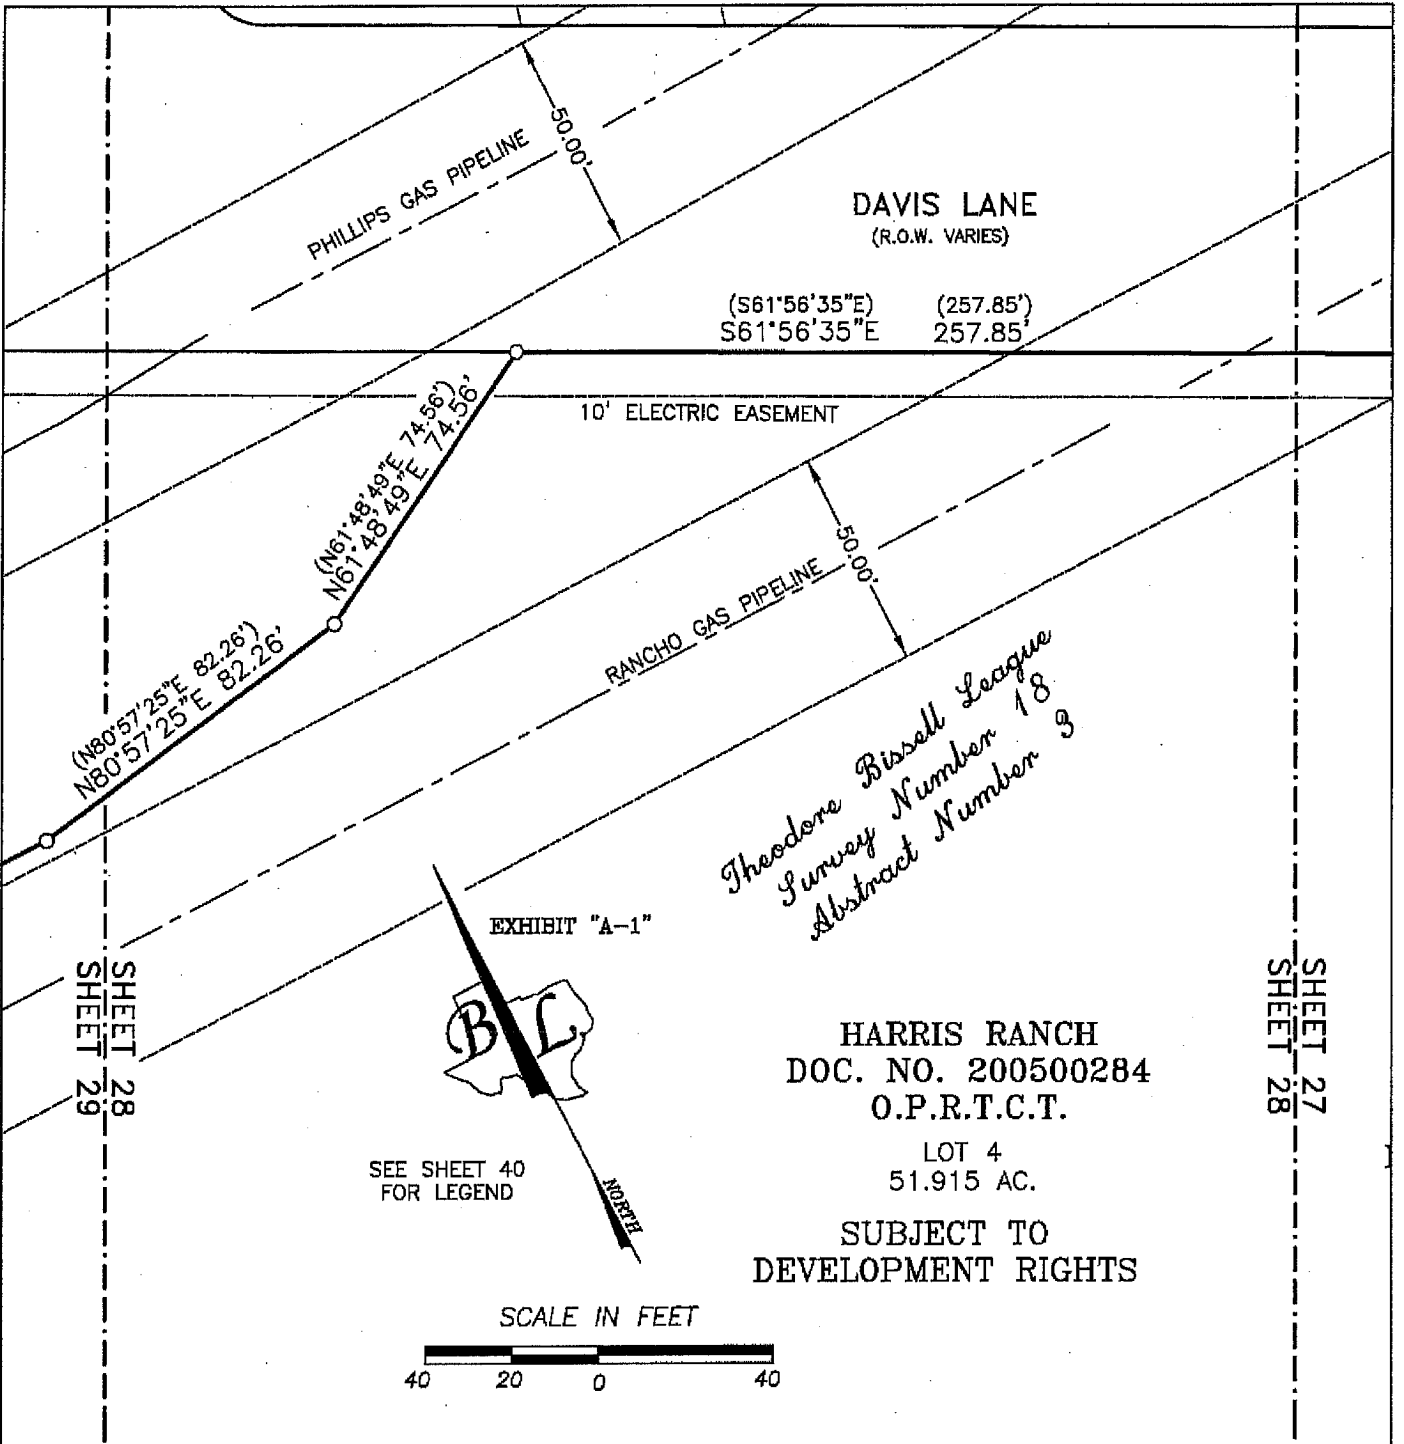 PHILLIPS GAS PIPELINE
50.00'
DAVIS LANE
(R.O.W. VARIES)
(S61°56'35"E) (257.85')
S61°56'35"E 257.85'
10' ELECTRIC EASEMENT
(N61°48'49"E 74.56')
N61°48'49"E 74.56'
(N80°57'25"E 82.26')
N80°57'25"E 82.26'
RANCHO GAS PIPELINE
50.00'
Theodore Bissell League
Survey Number 18
Abstract Number 3
EXHIBIT "A-1"
B L
NORTH
SHEET 28
SHEET 29
SHEET 27
SHEET 28
HARRIS RANCH
DOC. NO. 200500284
O.P.R.T.C.T.
LOT 4
51.915 AC.
SUBJECT TO
DEVELOPMENT RIGHTS
SEE SHEET 40
FOR LEGEND
SCALE IN FEET
40 20 0 40